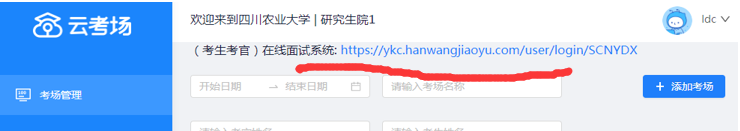 云考场
欢迎来到四川农业大学 | 研究生院1
ldc
（考生考官）在线面试系统: https://ykc.hanwangjiaoyu.com/user/login/SCNYDX
考场管理
开始日期 → 结束日期
请输入考场名称
+ 添加考场